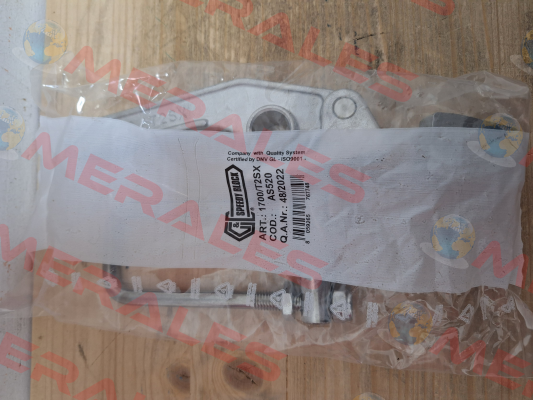 Company with Quality System
Certified by DNV GL - ISO9001 -
G&B
SPEEDY BLOCK
®
ART.: 1700/T2SX
COD.: AS520
Q.A.Nr.: 48/2022
MERALES
MERALES
MERALES
MERALES
MERALES